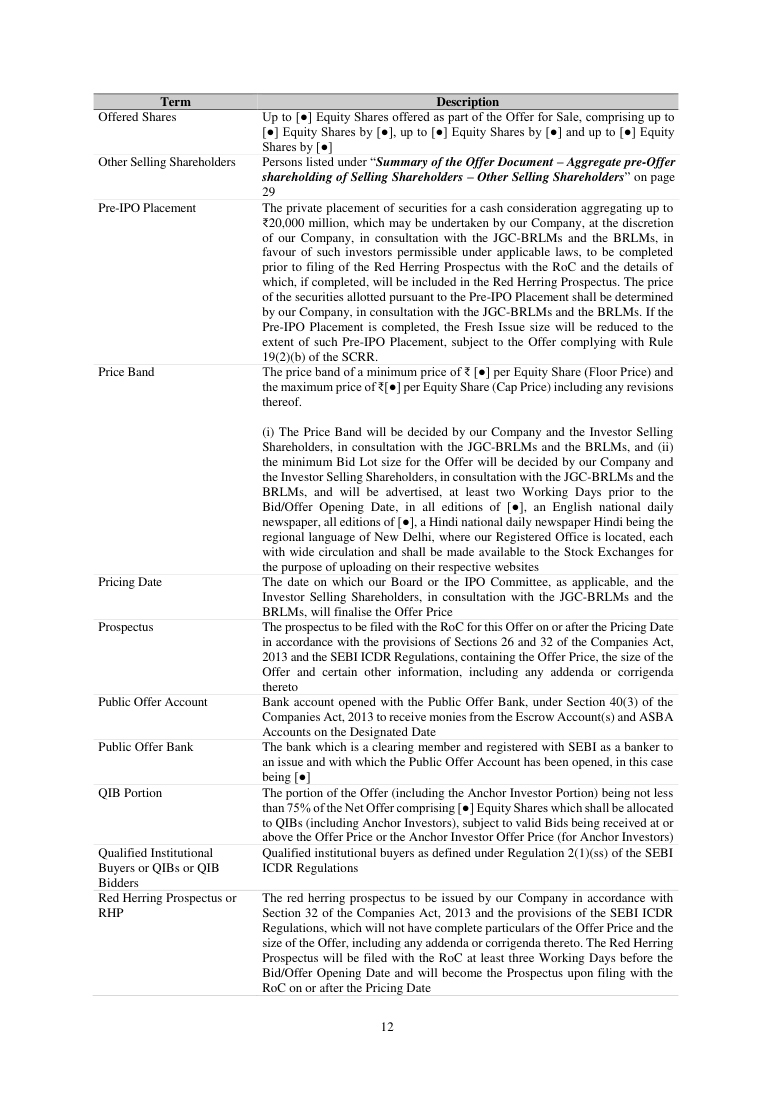 Term Description
Offered Shares Up to [●] Equity Shares offered as part of the Offer for Sale, comprising up to
[●] Equity Shares by [●], up to [●] Equity Shares by [●] and up to [●] Equity
Shares by [●]
Other Selling Shareholders Persons listed under “Summary of the Offer Document – Aggregate pre-Offer
shareholding of Selling Shareholders – Other Selling Shareholders” on page
29
Pre-IPO Placement The private placement of securities for a cash consideration aggregating up to
₹20,000 million, which may be undertaken by our Company, at the discretion
of our Company, in consultation with the JGC-BRLMs and the BRLMs, in
favour of such investors permissible under applicable laws, to be completed
prior to filing of the Red Herring Prospectus with the RoC and the details of
which, if completed, will be included in the Red Herring Prospectus. The price
of the securities allotted pursuant to the Pre-IPO Placement shall be determined
by our Company, in consultation with the JGC-BRLMs and the BRLMs. If the
Pre-IPO Placement is completed, the Fresh Issue size will be reduced to the
extent of such Pre-IPO Placement, subject to the Offer complying with Rule
19(2)(b) of the SCRR.
Price Band The price band of a minimum price of ₹ [●] per Equity Share (Floor Price) and
the maximum price of ₹[●] per Equity Share (Cap Price) including any revisions
thereof.
(i) The Price Band will be decided by our Company and the Investor Selling
Shareholders, in consultation with the JGC-BRLMs and the BRLMs, and (ii)
the minimum Bid Lot size for the Offer will be decided by our Company and
the Investor Selling Shareholders, in consultation with the JGC-BRLMs and the
BRLMs, and will be advertised, at least two Working Days prior to the
Bid/Offer Opening Date, in all editions of [●], an English national daily
newspaper, all editions of [●], a Hindi national daily newspaper Hindi being the
regional language of New Delhi, where our Registered Office is located, each
with wide circulation and shall be made available to the Stock Exchanges for
the purpose of uploading on their respective websites
Pricing Date The date on which our Board or the IPO Committee, as applicable, and the
Investor Selling Shareholders, in consultation with the JGC-BRLMs and the
BRLMs, will finalise the Offer Price
Prospectus The prospectus to be filed with the RoC for this Offer on or after the Pricing Date
in accordance with the provisions of Sections 26 and 32 of the Companies Act,
2013 and the SEBI ICDR Regulations, containing the Offer Price, the size of the
Offer and certain other information, including any addenda or corrigenda
thereto
Public Offer Account Bank account opened with the Public Offer Bank, under Section 40(3) of the
Companies Act, 2013 to receive monies from the Escrow Account(s) and ASBA
Accounts on the Designated Date
Public Offer Bank The bank which is a clearing member and registered with SEBI as a banker to
an issue and with which the Public Offer Account has been opened, in this case
being [●]
QIB Portion The portion of the Offer (including the Anchor Investor Portion) being not less
than 75% of the Net Offer comprising [●] Equity Shares which shall be allocated
to QIBs (including Anchor Investors), subject to valid Bids being received at or
above the Offer Price or the Anchor Investor Offer Price (for Anchor Investors)
Qualified Institutional Qualified institutional buyers as defined under Regulation 2(1)(ss) of the SEBI
Buyers or QIBs or QIB ICDR Regulations
Bidders
Red Herring Prospectus or The red herring prospectus to be issued by our Company in accordance with
RHP Section 32 of the Companies Act, 2013 and the provisions of the SEBI ICDR
Regulations, which will not have complete particulars of the Offer Price and the
size of the Offer, including any addenda or corrigenda thereto. The Red Herring
Prospectus will be filed with the RoC at least three Working Days before the
Bid/Offer Opening Date and will become the Prospectus upon filing with the
RoC on or after the Pricing Date
12